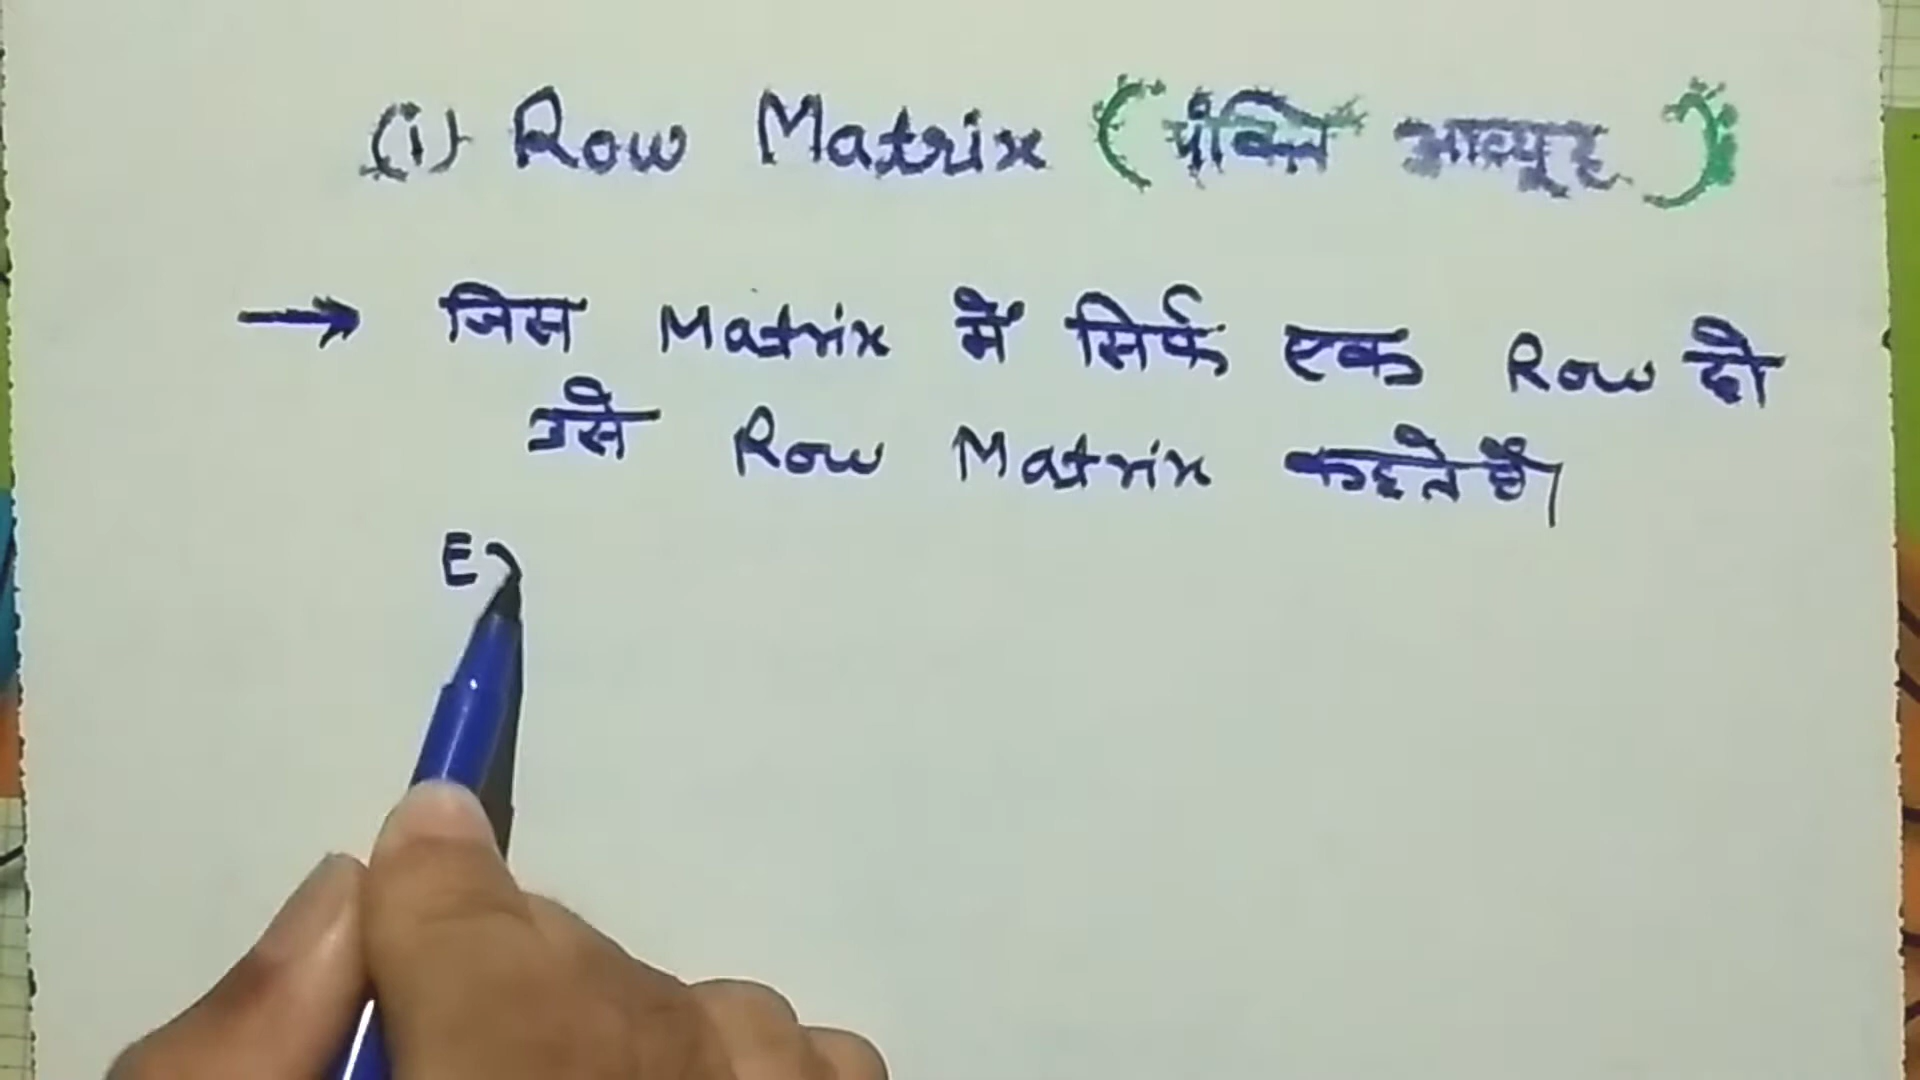 (i) Row Matrix (पंक्ति आव्यूह)
→ जिस Matrix में सिर्फ एक Row हो
उसे Row Matrix कहते हैं।
E